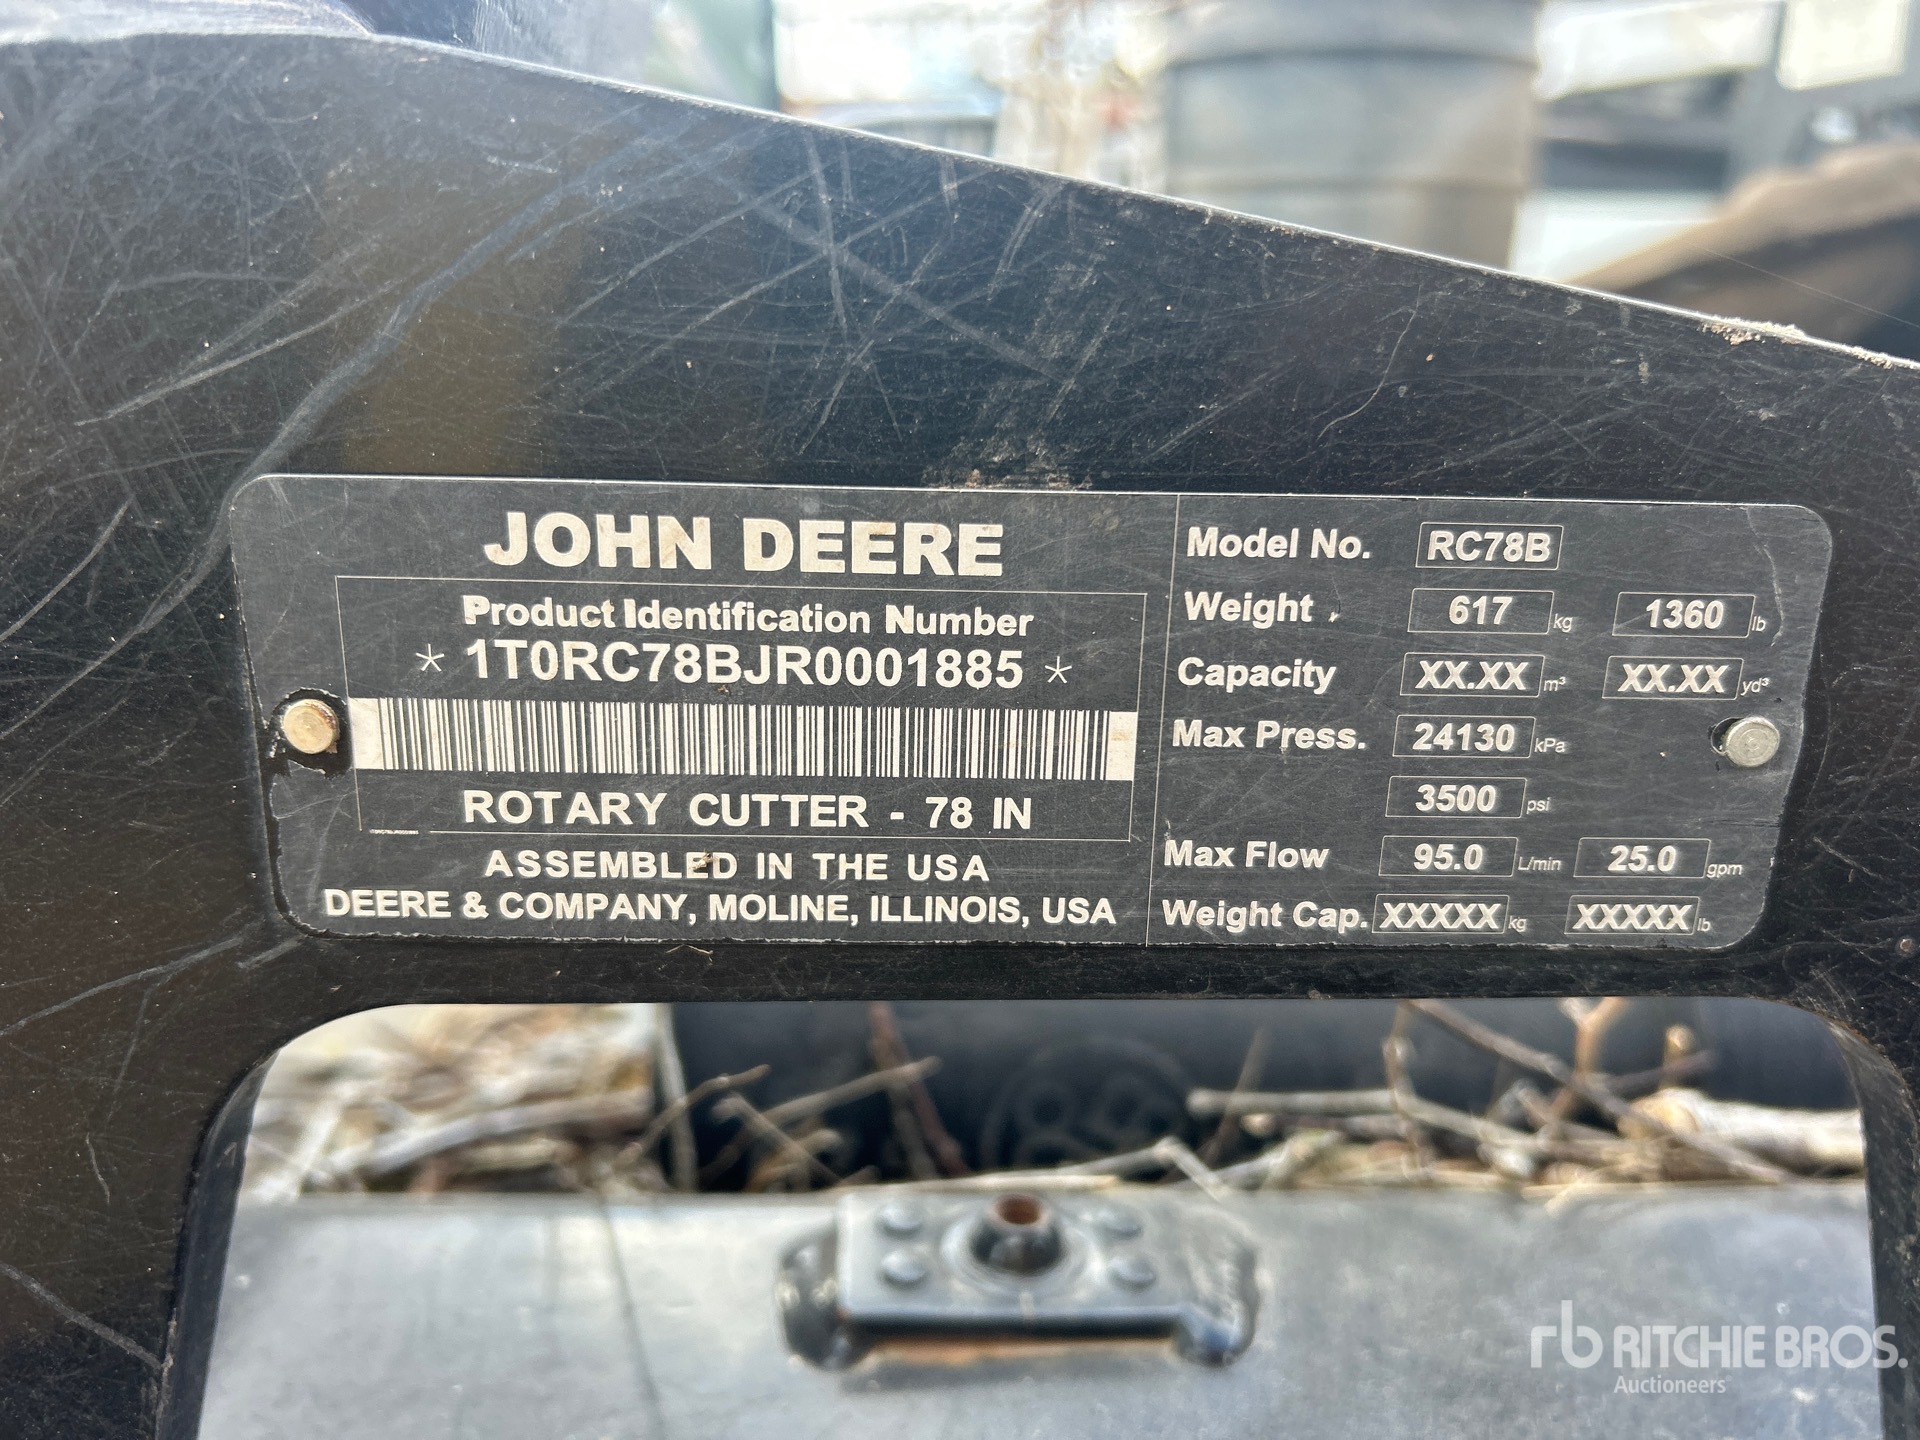 JOHN DEERE
Product Identification Number
* 1T0RC78BJR0001885 *
ROTARY CUTTER - 78 IN
ASSEMBLED IN THE USA
DEERE & COMPANY, MOLINE, ILLINOIS, USA
Model No. RC78B
Weight 617 kg 1360 lb
Capacity XX.XX m³ XX.XX yd³
Max Press. 24130 kPa
3500 psi
Max Flow 95.0 L/min 25.0 gpm
Weight Cap. XXXXX kg XXXXX lb
rb RITCHIE BROS.
Auctioneers